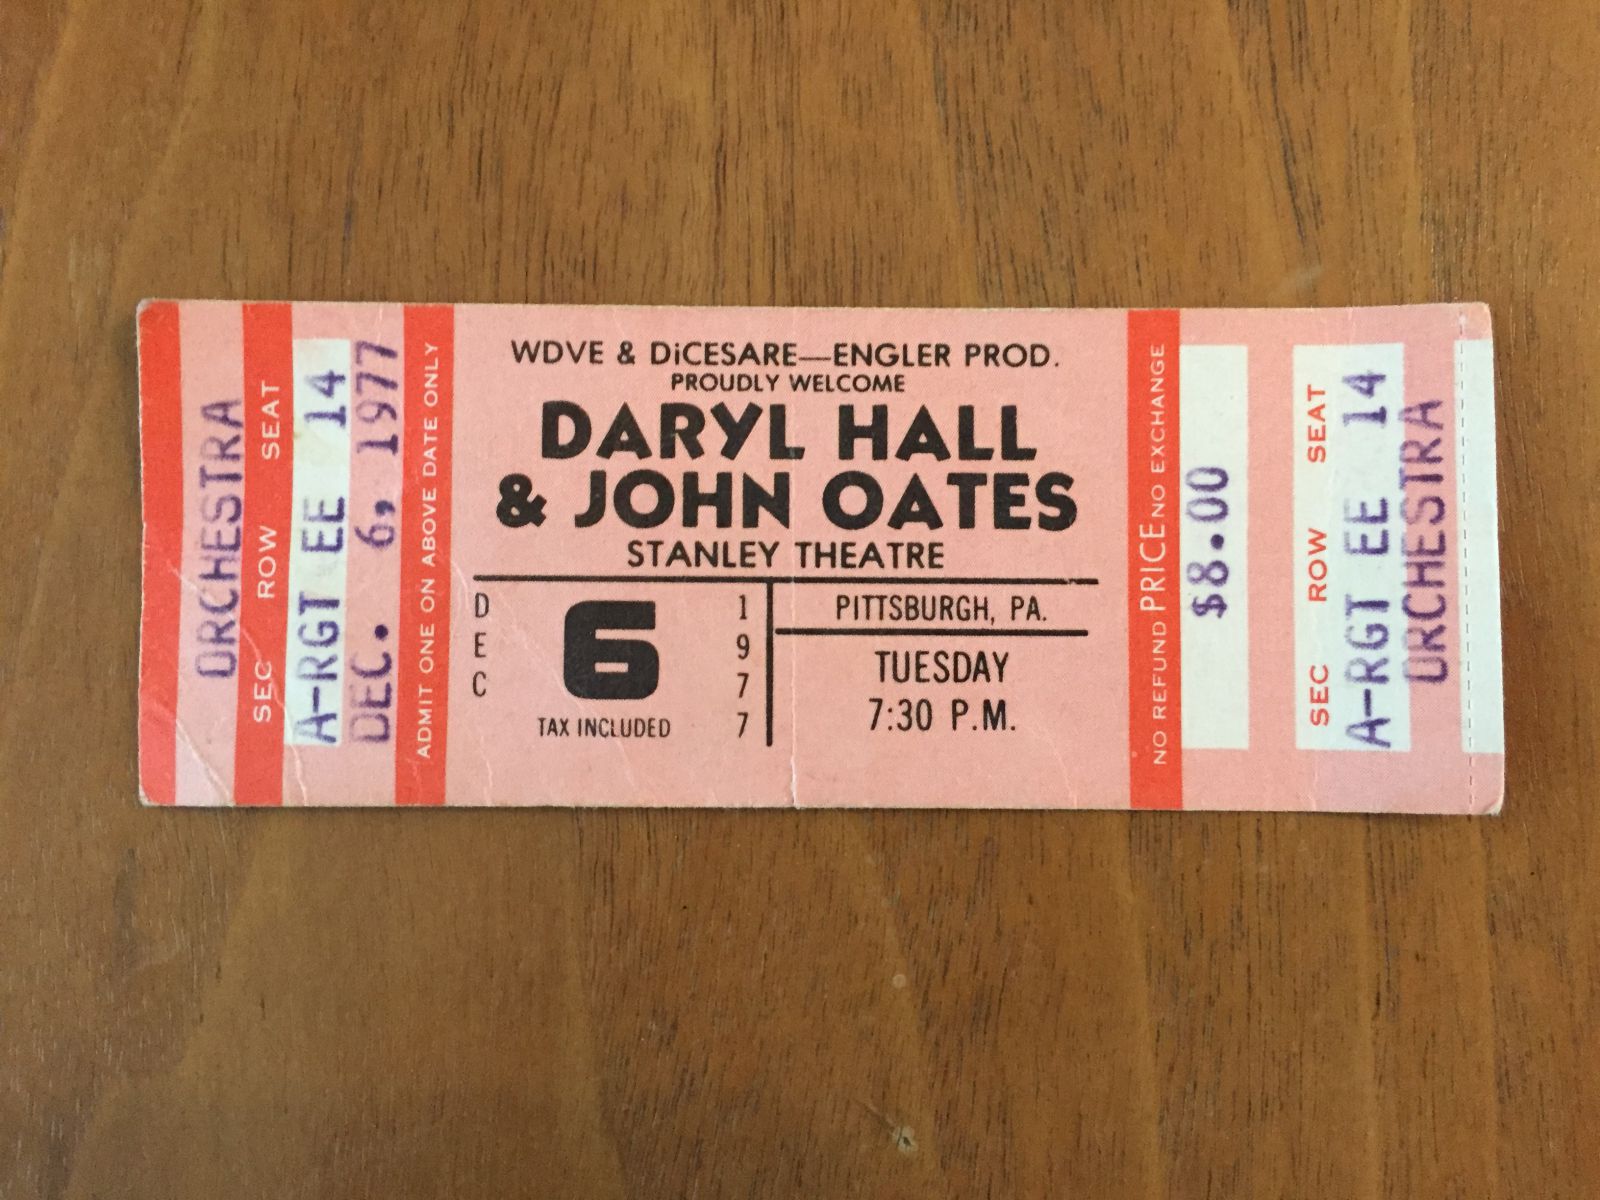 ORCHESTRA
SEC ROW SEAT
A-RGT EE 14
DEC. 6, 1977
ADMIT ONE ON ABOVE DATE ONLY
WDVE & DiCESARE—ENGLER PROD.
PROUDLY WELCOME
DARYL HALL
& JOHN OATES
STANLEY THEATRE
DEC
6
1977
TAX INCLUDED
PITTSBURGH, PA.
TUESDAY
7:30 P.M.
NO REFUND PRICE NO EXCHANGE
$8.00
SEC ROW SEAT
A-RGT EE 14
ORCHESTRA